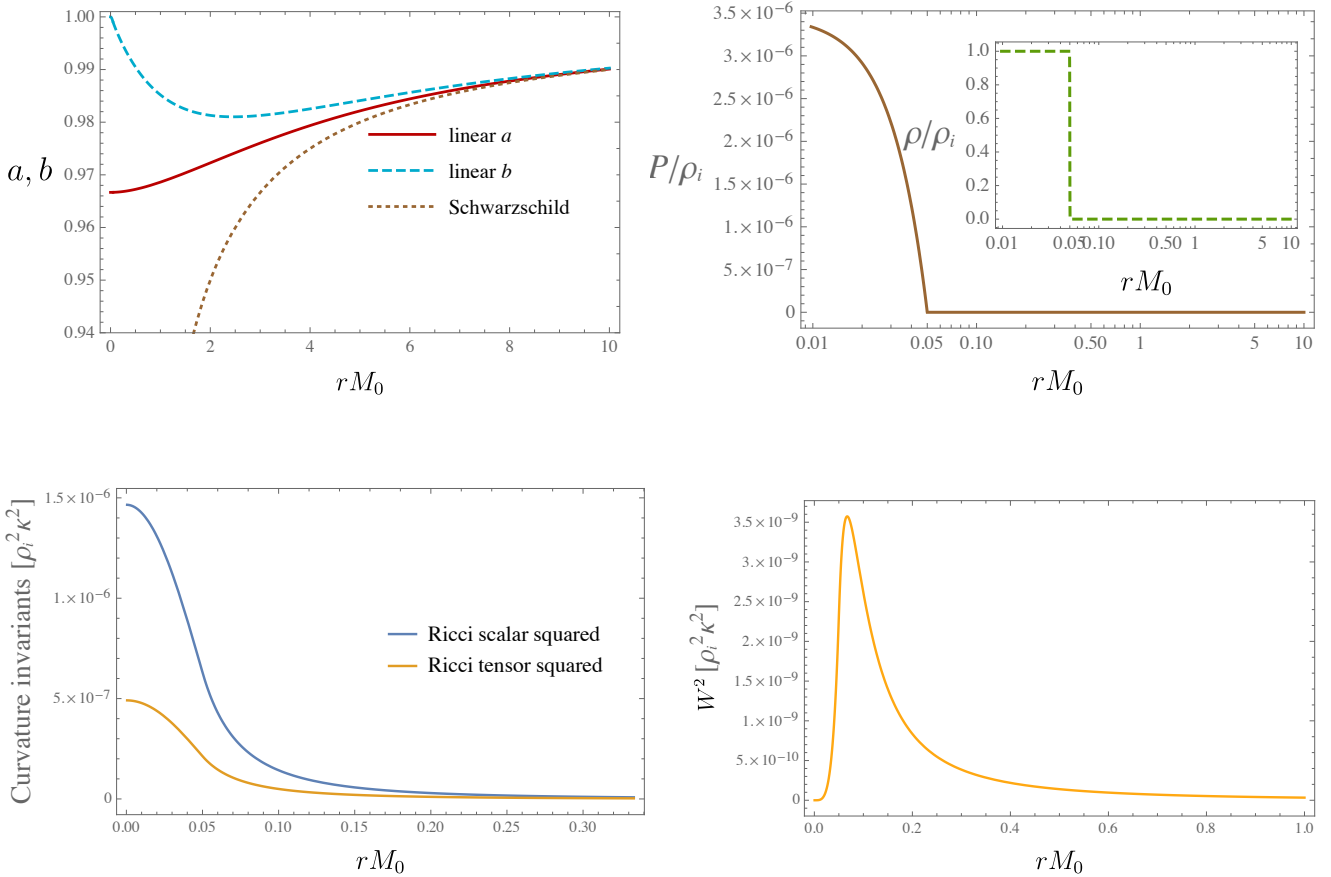 1.00
0.99
0.98
0.97
0.96
0.95
0.94
a, b
linear a
linear b
Schwarzschild
0 2 4 6 8 10
rM₀
3.5×10⁻⁶
3.×10⁻⁶
2.5×10⁻⁶
2.×10⁻⁶
1.5×10⁻⁶
1.×10⁻⁶
5.×10⁻⁷
0
P/ρᵢ
0.01 0.05 0.10 0.50 1 5 10
rM₀
ρ/ρᵢ
1.0
0.8
0.6
0.4
0.2
0.0
0.01 0.05 0.10 0.50 1 5 10
rM₀
Curvature invariants [ρᵢ²κ²]
1.5×10⁻⁶
1.×10⁻⁶
5.×10⁻⁷
0
Ricci scalar squared
Ricci tensor squared
0.00 0.05 0.10 0.15 0.20 0.25 0.30
rM₀
W² [ρᵢ²κ²]
3.5×10⁻⁹
3.×10⁻⁹
2.5×10⁻⁹
2.×10⁻⁹
1.5×10⁻⁹
1.×10⁻⁹
5.×10⁻¹⁰
0
0.0 0.2 0.4 0.6 0.8 1.0
rM₀